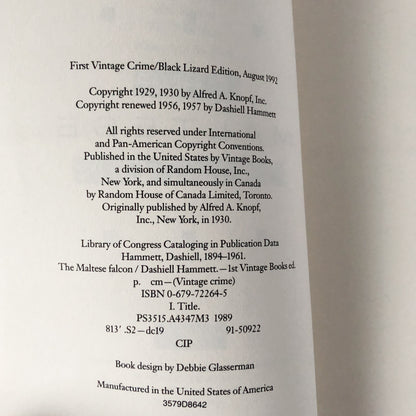 First Vintage Crime/Black Lizard Edition, August 1992
Copyright 1929, 1930 by Alfred A. Knopf, Inc.
Copyright renewed 1956, 1957 by Dashiell Hammett
All rights reserved under International
and Pan-American Copyright Conventions.
Published in the United States by Vintage Books,
a division of Random House, Inc.,
New York, and simultaneously in Canada
by Random House of Canada Limited, Toronto.
Originally published by Alfred A. Knopf,
Inc., New York, in 1930.
Library of Congress Cataloging in Publication Data
Hammett, Dashiell, 1894–1961.
The Maltese falcon / Dashiell Hammett.—1st Vintage Books ed.
p. cm—(Vintage crime)
ISBN 0-679-72264-5
I. Title.
PS3515.A4347M3 1989
813'.S2—dc19 91-50922
CIP
Book design by Debbie Glasserman
Manufactured in the United States of America
3579D8642